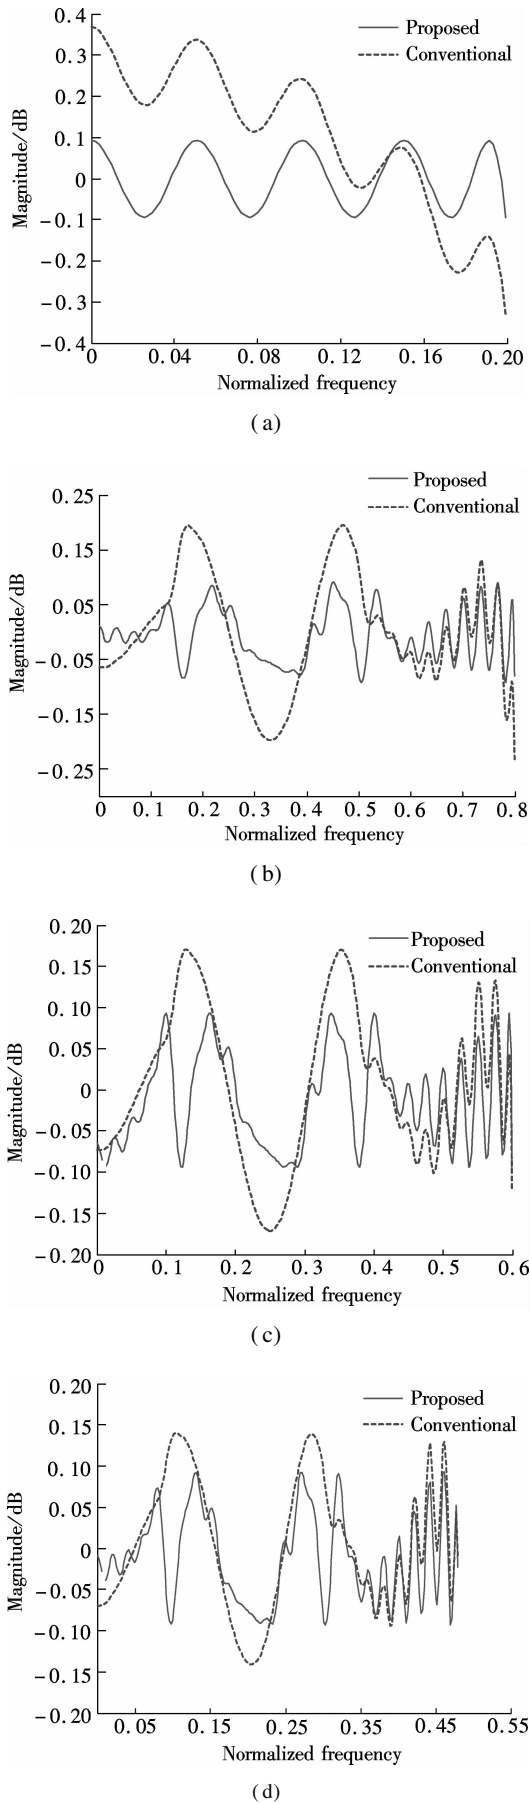 Proposed
Conventional
Magnitude/dB
0.4
0.3
0.2
0.1
0
-0.1
-0.2
-0.3
-0.4
0 0.04 0.08 0.12 0.16 0.20
Normalized frequency
(a)
Proposed
Conventional
Magnitude/dB
0.25
0.15
0.05
-0.05
-0.15
-0.25
0 0.1 0.2 0.3 0.4 0.5 0.6 0.7 0.8
Normalized frequency
(b)
Proposed
Conventional
Magnitude/dB
0.20
0.15
0.10
0.05
0
-0.05
-0.10
-0.15
-0.20
0 0.1 0.2 0.3 0.4 0.5 0.6
Normalized frequency
(c)
Proposed
Conventional
Magnitude/dB
0.20
0.15
0.10
0.05
0
-0.05
-0.10
-0.15
-0.20
0.05 0.15 0.25 0.35 0.45 0.55
Normalized frequency
(d)